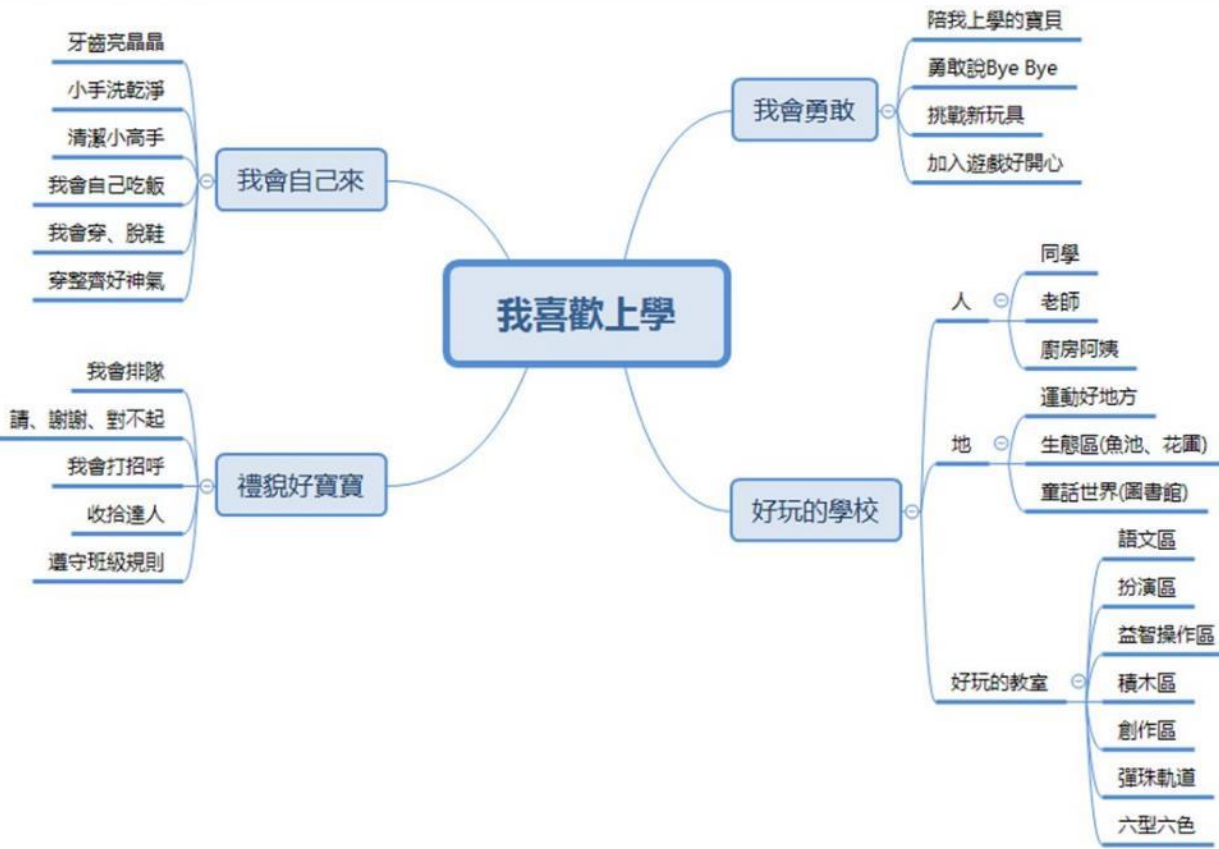 我喜歡上學
我會自己來
牙齒亮晶晶
小手洗乾淨
清潔小高手
我會自己吃飯
我會穿、脫鞋
穿整齊好神氣
禮貌好寶寶
我會排隊
請、謝謝、對不起
我會打招呼
收拾達人
遵守班級規則
我會勇敢
陪我上學的寶貝
勇敢說Bye Bye
挑戰新玩具
加入遊戲好開心
好玩的學校
人
同學
老師
廚房阿姨
地
運動好地方
生態區(魚池、花圃)
童話世界(圖書館)
好玩的教室
語文區
扮演區
益智操作區
積木區
創作區
彈珠軌道
六型六色